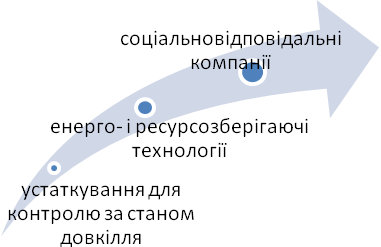 соціальновідповідальні
компанії
енерго- і ресурсозберігаючі
технології
устаткування для
контролю за станом
довкілля